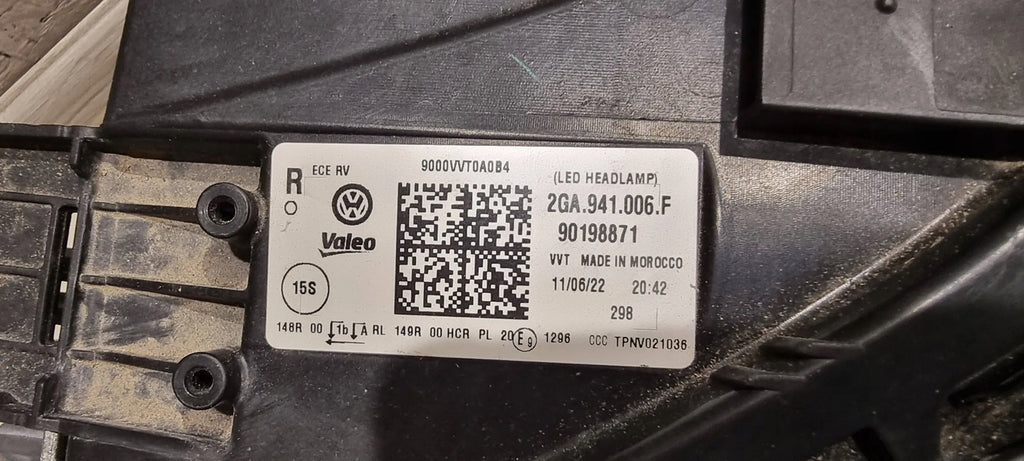 R ECE RV
9000VVT0A0B4
(LED HEADLAMP)
2GA.941.006.F
90198871
Valeo
VVT MADE IN MOROCCO
11/06/22 20:42
15S
298
148R 00 1b A RL 149R 00 HCR PL 20 E9 1296 CCC TPNV021036